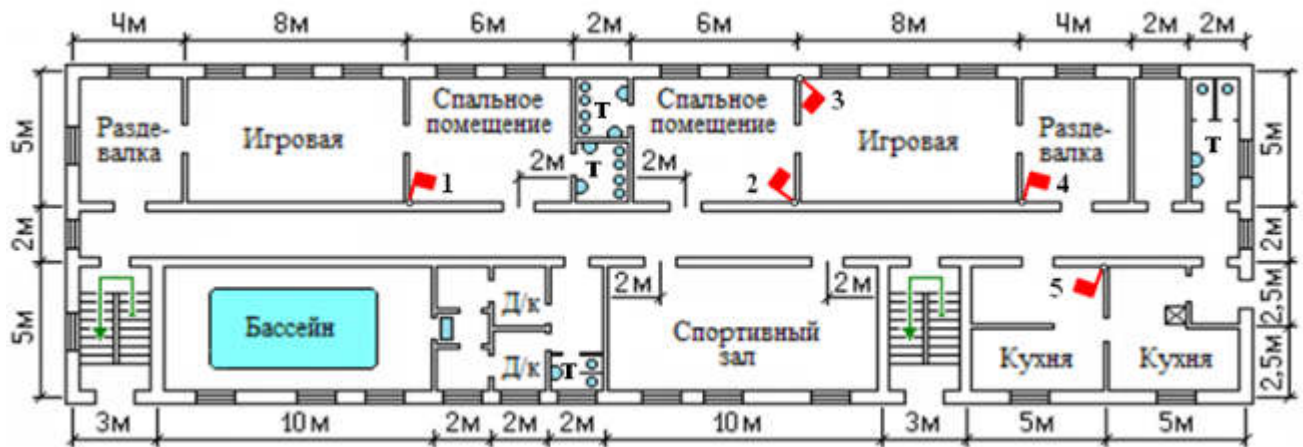 4м 8м 6м 2м 6м 8м 4м 2м 2м
Разде-
валка
Игровая
Спальное
помещение
Т
Т
Спальное
помещение
Игровая
Разде-
валка
Т
1
2
3
4
5
2м
2м
5м
2м
5м
5м
2м
2,5м
2,5м
Бассейн
Д/к
Д/к
Т
2м
2м
Спортивный
зал
Кухня
Кухня
3м 10м 2м 2м 2м 10м 3м 5м 5м